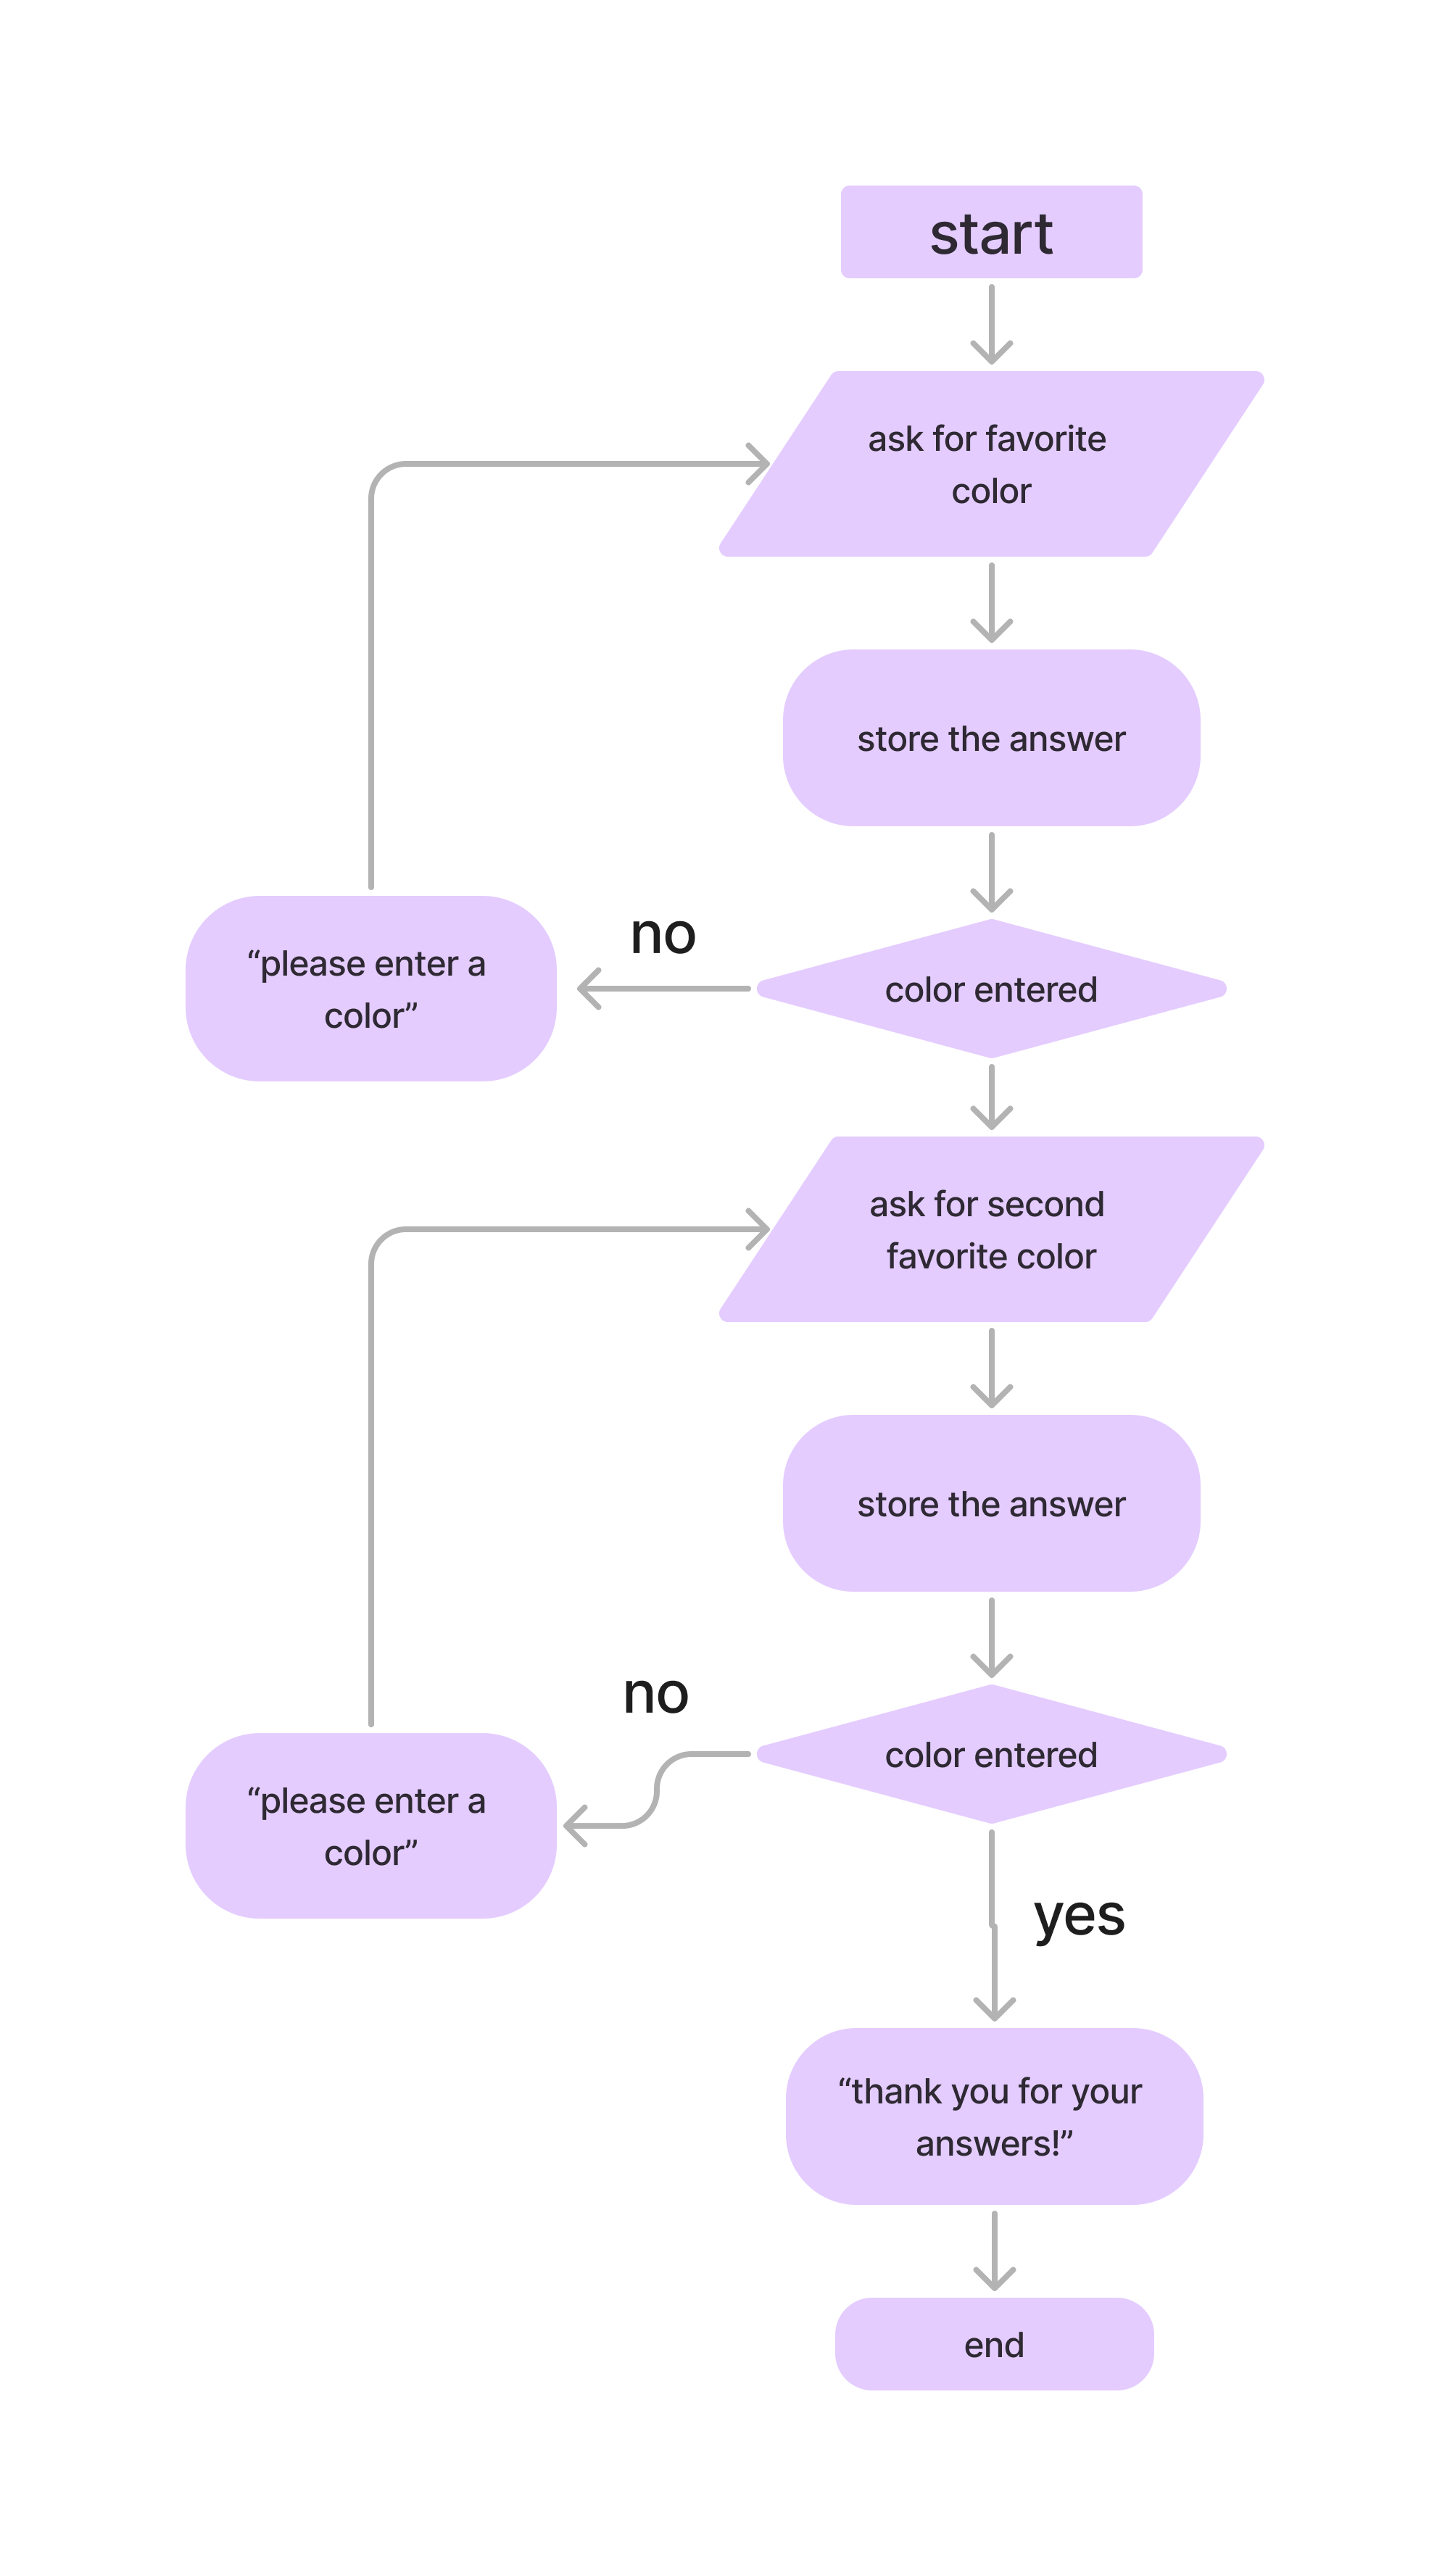 start
ask for favorite
color
store the answer
no
color entered
“please enter a
color”
ask for second
favorite color
store the answer
no
color entered
“please enter a
color”
yes
“thank you for your
answers!”
end